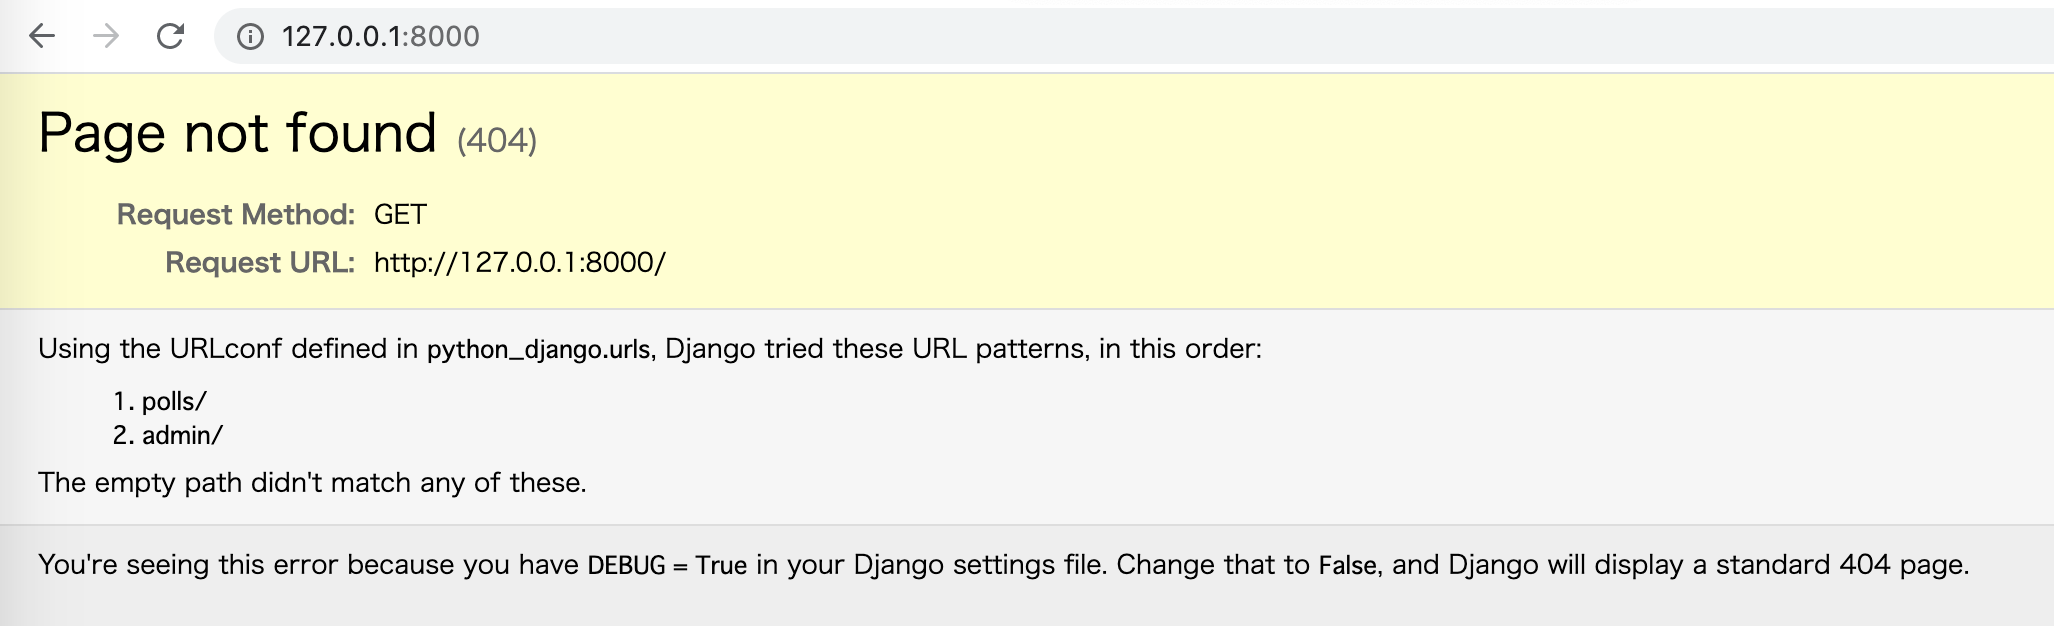 127.0.0.1:8000
Page not found (404)
Request Method: GET
Request URL: http://127.0.0.1:8000/
Using the URLconf defined in python_django.urls, Django tried these URL patterns, in this order:
1. polls/
2. admin/
The empty path didn't match any of these.
You're seeing this error because you have DEBUG = True in your Django settings file. Change that to False, and Django will display a standard 404 page.